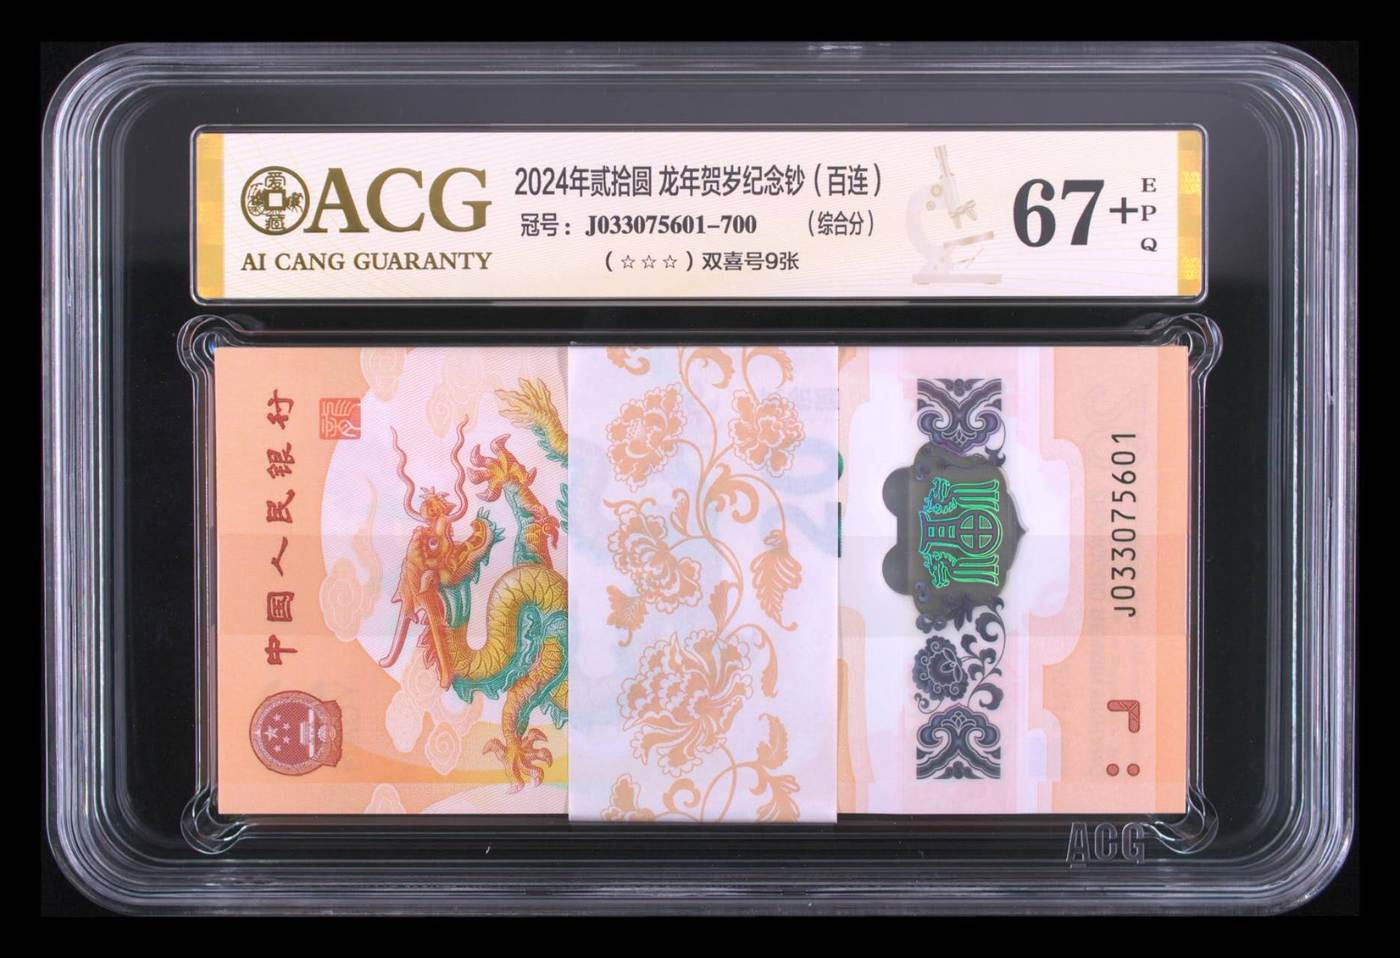 ACG
AI CANG GUARANTY
2024年贰拾圆 龙年贺岁纪念钞（百连）
冠号：J033075601-700 （综合分）
（☆☆☆）双喜号9张
67+
EPQ
中国人民银行
J033075601
ACG